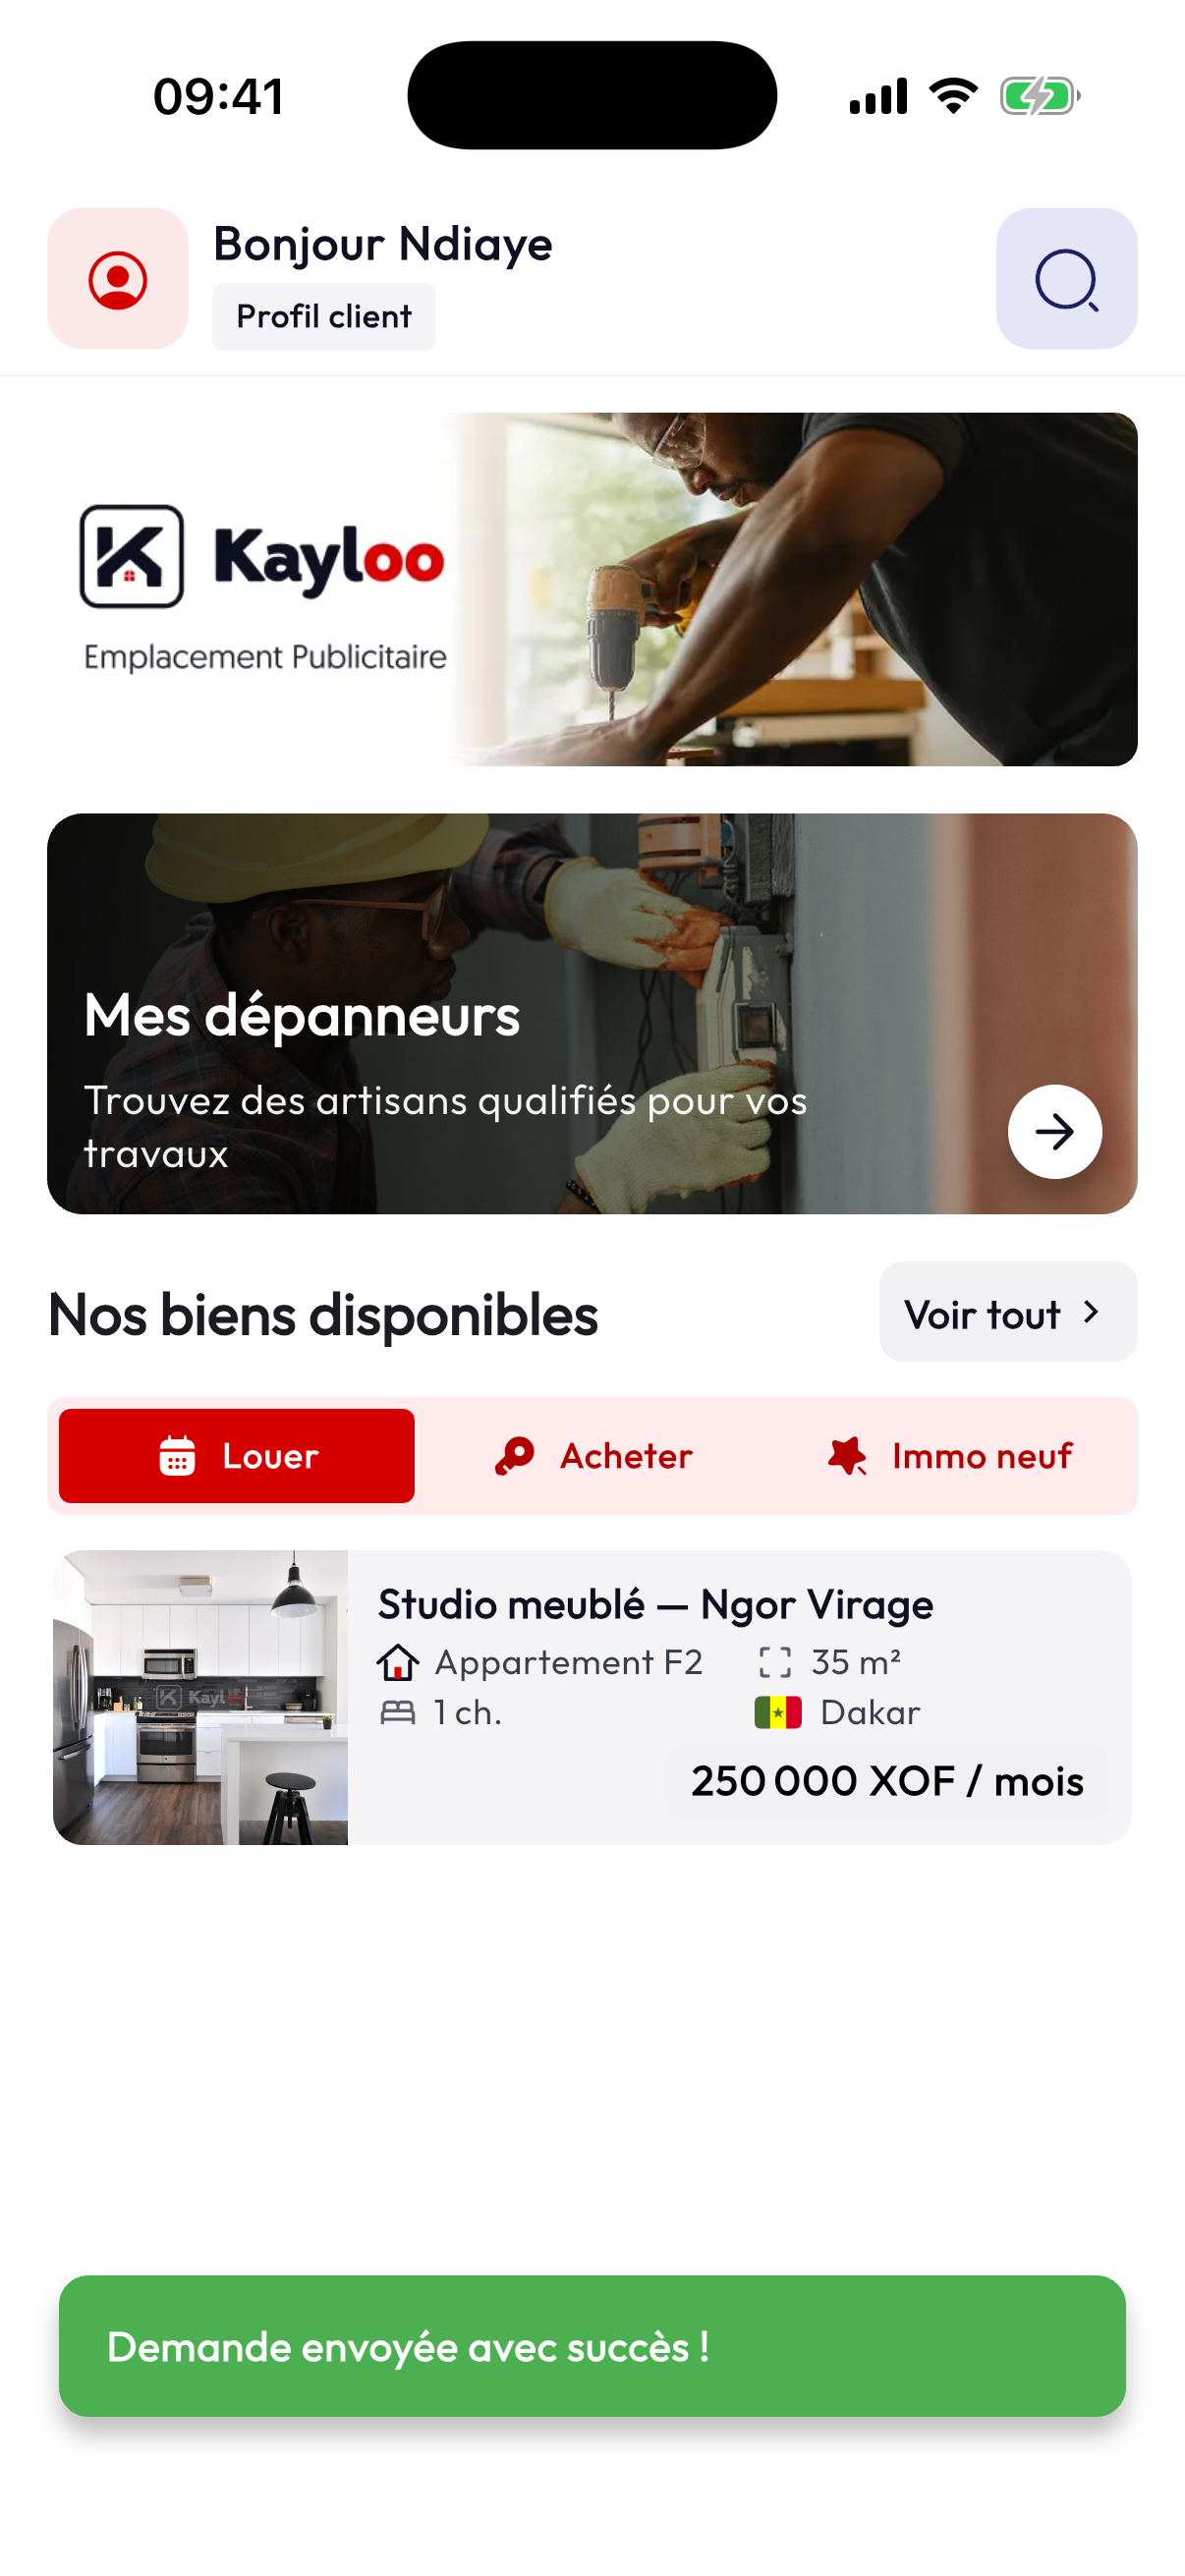 09:41
Bonjour Ndiaye
Profil client
Kayloo
Emplacement Publicitaire
Mes dépanneurs
Trouvez des artisans qualifiés pour vos
travaux
Nos biens disponibles
Voir tout
Louer
Acheter
Immo neuf
Studio meublé — Ngor Virage
Appartement F2
35 m²
1 ch.
Dakar
Kayloo
250 000 XOF / mois
Demande envoyée avec succès !